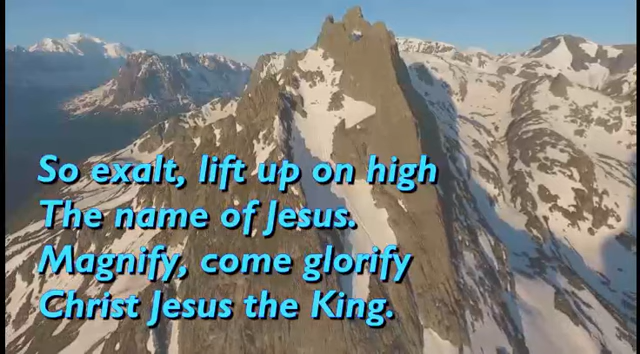 So exalt, lift up on high
The name of Jesus.
Magnify, come glorify
Christ Jesus the King.